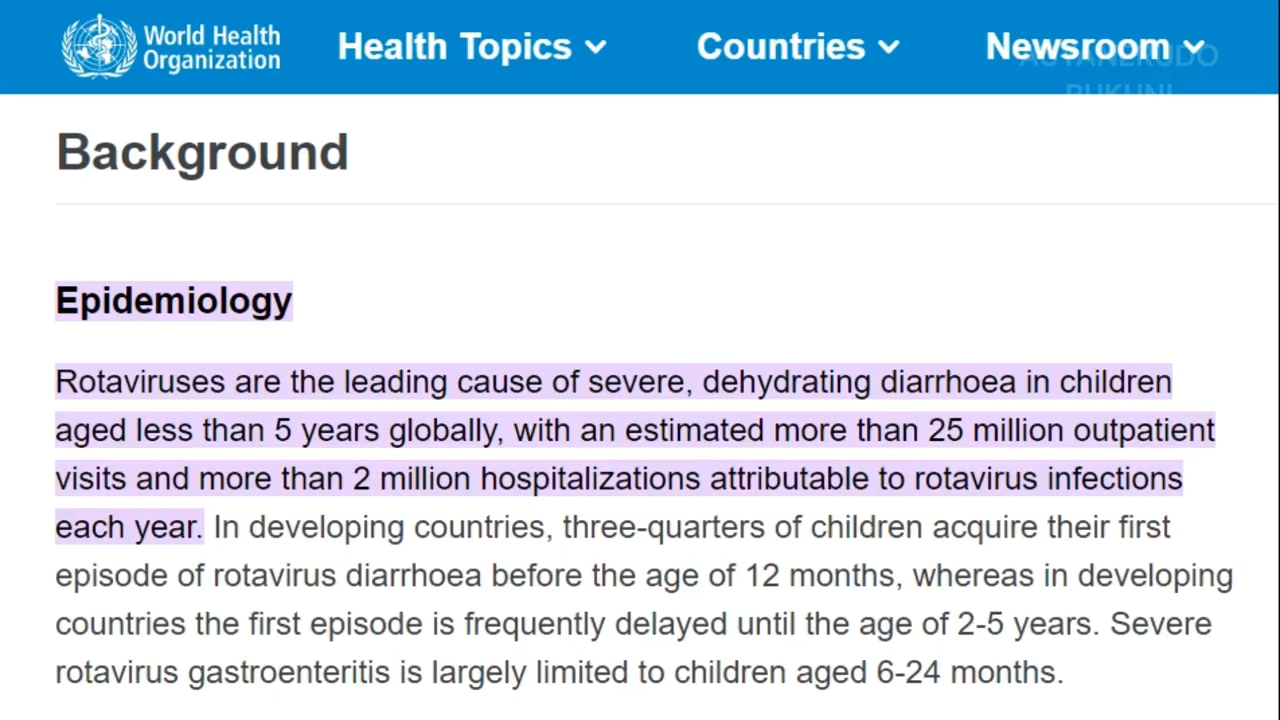 World Health
Organization
Health Topics
Countries
Newsroom
Background
Epidemiology
Rotaviruses are the leading cause of severe, dehydrating diarrhoea in children
aged less than 5 years globally, with an estimated more than 25 million outpatient
visits and more than 2 million hospitalizations attributable to rotavirus infections
each year. In developing countries, three-quarters of children acquire their first
episode of rotavirus diarrhoea before the age of 12 months, whereas in developing
countries the first episode is frequently delayed until the age of 2-5 years. Severe
rotavirus gastroenteritis is largely limited to children aged 6-24 months.